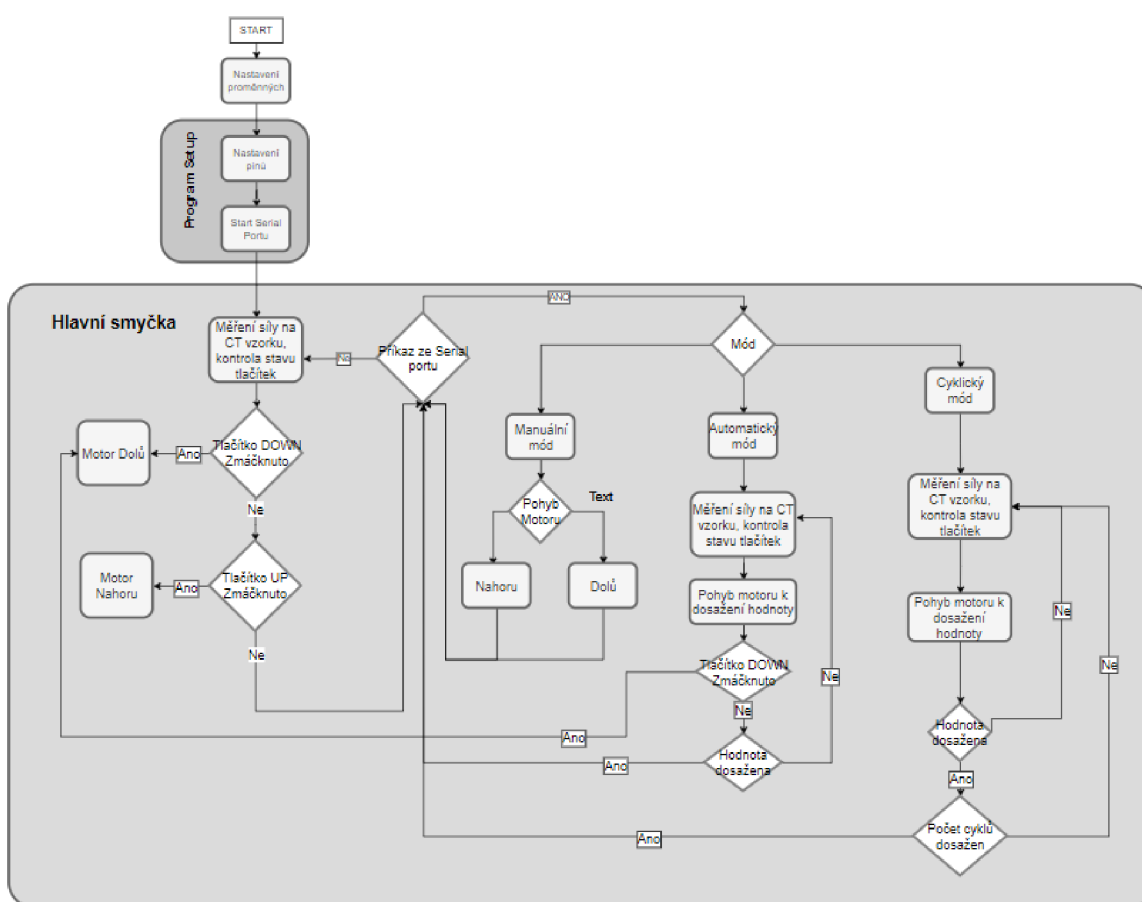 START
Nastavení
proměnných
Program Setup
Nastavení
pinů
Start Serial
Portu
Hlavní smyčka
Měření síly na
CT vzorku,
kontrola stavu
tlačítek
Ne
Příkaz ze Serial
portu
ANO
Mód
Tlačítko DOWN
Zmáčknuto
Ano
Motor Dolů
Ne
Tlačítko UP
Zmáčknuto
Ano
Motor
Nahoru
Ne
Manuální
mód
Pohyb
Motoru
Text
Nahoru
Dolů
Automatický
mód
Měření síly na CT
vzorku, kontrola
stavu tlačítek
Pohyb motoru k
dosažení hodnoty
Tlačítko DOWN
Zmáčknuto
Ano
Ne
Hodnota
dosažena
Ano
Ne
Cyklický
mód
Měření síly na
CT vzorku,
kontrola stavu
tlačítek
Pohyb motoru k
dosažení
hodnoty
Hodnota
dosažena
Ne
Ano
Počet cyklů
dosažen
Ano
Ne